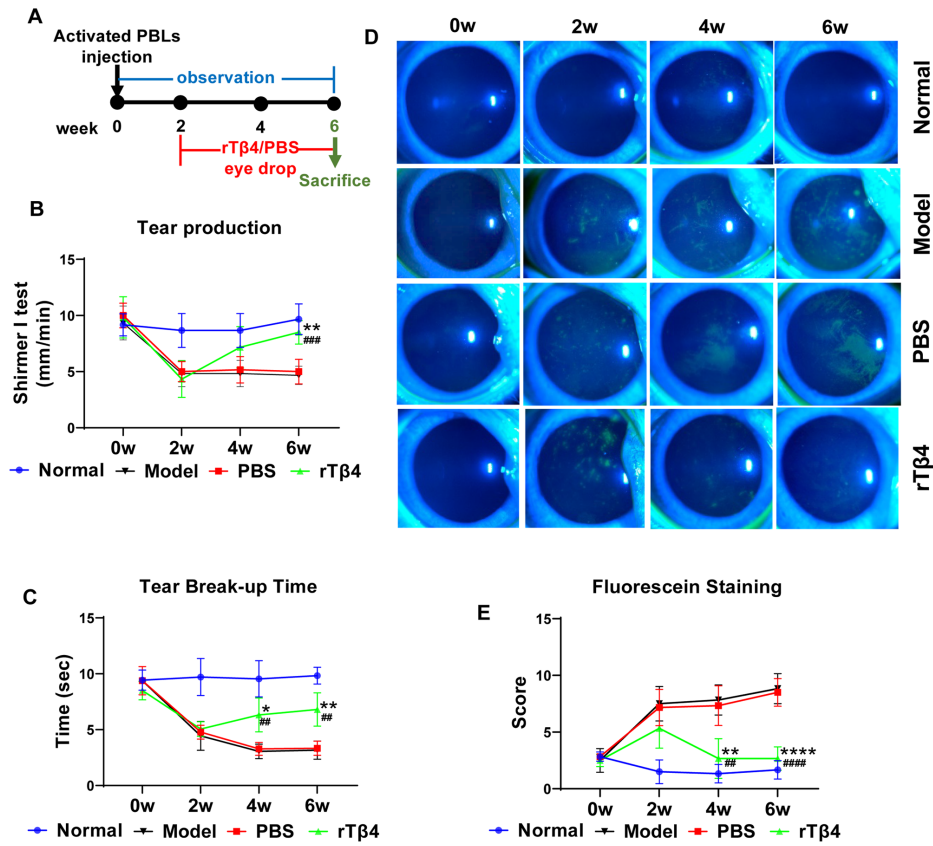 A
Activated PBLs
injection
observation
week 0 2 4 6
rTβ4/PBS
eye drop
Sacrifice
B
Tear production
Shirmer I test
(mm/min)
15
10
5
0
**
###
0w 2w 4w 6w
Normal Model PBS rTβ4
C
Tear Break-up Time
Time (sec)
15
10
5
0
*
##
**
##
0w 2w 4w 6w
Normal Model PBS rTβ4
D
0w 2w 4w 6w
Normal
Model
PBS
rTβ4
E
Fluorescein Staining
Score
15
10
5
0
**
##
****
####
0w 2w 4w 6w
Normal Model PBS rTβ4